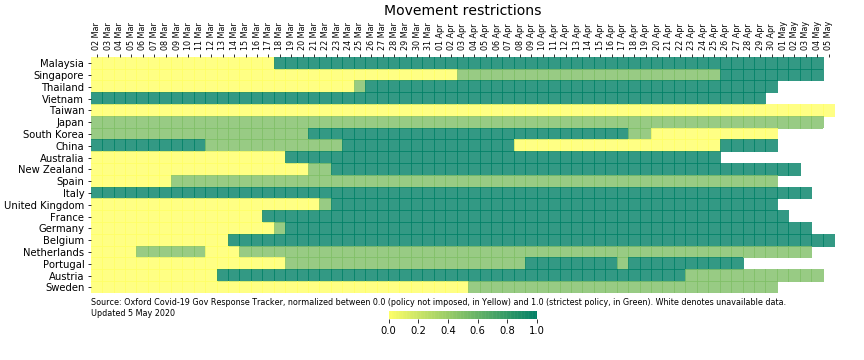 Movement restrictions
02 Mar
03 Mar
04 Mar
05 Mar
06 Mar
07 Mar
08 Mar
09 Mar
10 Mar
11 Mar
12 Mar
13 Mar
14 Mar
15 Mar
16 Mar
17 Mar
18 Mar
19 Mar
20 Mar
21 Mar
22 Mar
23 Mar
24 Mar
25 Mar
26 Mar
27 Mar
28 Mar
29 Mar
30 Mar
31 Mar
01 Apr
02 Apr
03 Apr
04 Apr
05 Apr
06 Apr
07 Apr
08 Apr
09 Apr
10 Apr
11 Apr
12 Apr
13 Apr
14 Apr
15 Apr
16 Apr
17 Apr
18 Apr
19 Apr
20 Apr
21 Apr
22 Apr
23 Apr
24 Apr
25 Apr
26 Apr
27 Apr
28 Apr
29 Apr
30 Apr
01 May
02 May
03 May
04 May
05 May
Malaysia
Singapore
Thailand
Vietnam
Taiwan
Japan
South Korea
China
Australia
New Zealand
Spain
Italy
United Kingdom
France
Germany
Belgium
Netherlands
Portugal
Austria
Sweden
Source: Oxford Covid-19 Gov Response Tracker, normalized between 0.0 (policy not imposed, in Yellow) and 1.0 (strictest policy, in Green). White denotes unavailable data.
Updated 5 May 2020
0.0 0.2 0.4 0.6 0.8 1.0